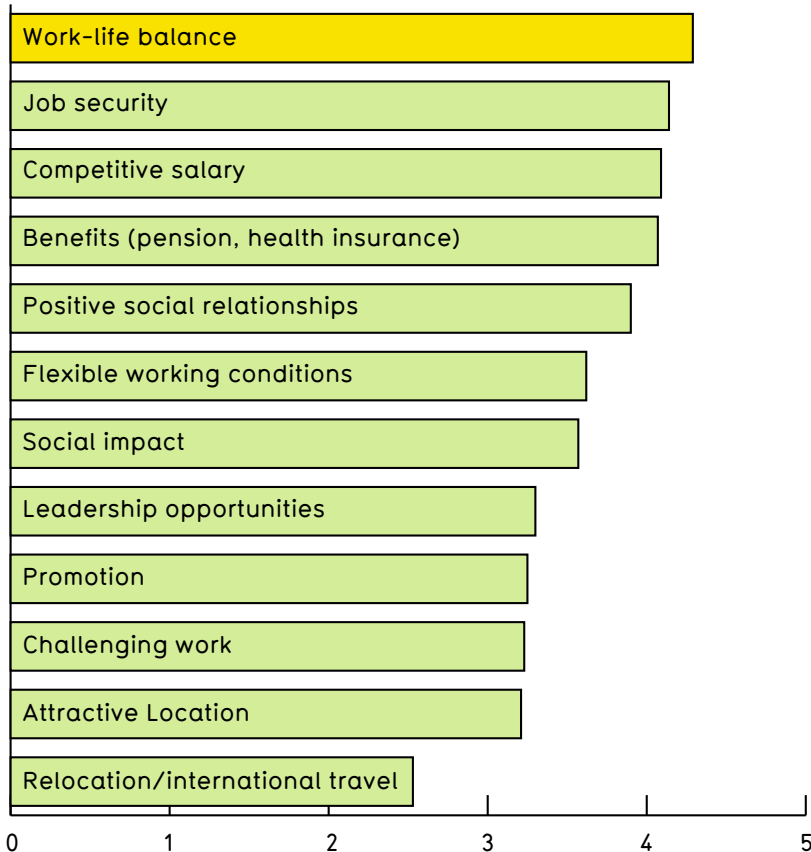 Work-life balance
Job security
Competitive salary
Benefits (pension, health insurance)
Positive social relationships
Flexible working conditions
Social impact
Leadership opportunities
Promotion
Challenging work
Attractive Location
Relocation/international travel
0 1 2 3 4 5